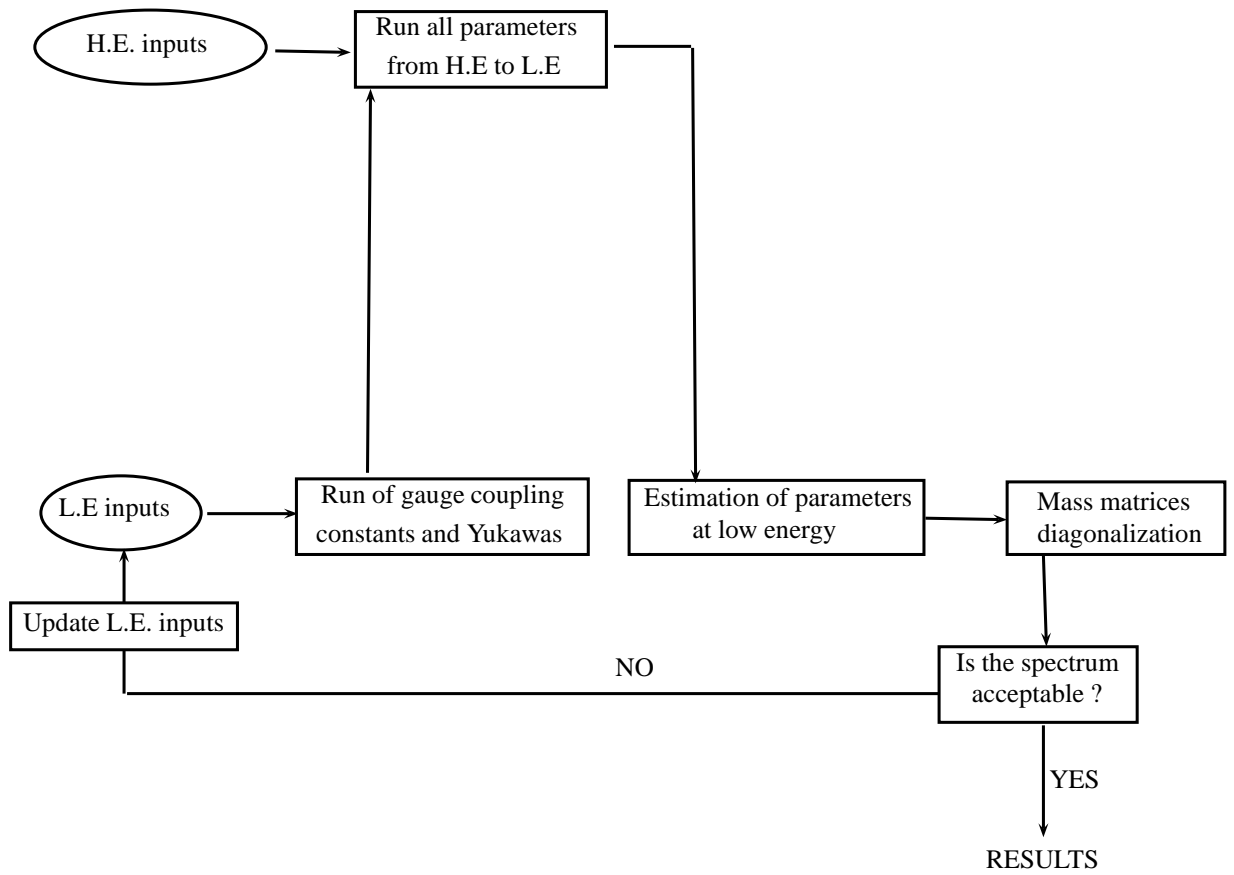 H.E. inputs
Run all parameters
from H.E to L.E
L.E inputs
Run of gauge coupling
constants and Yukawas
Estimation of parameters
at low energy
Mass matrices
diagonalization
Update L.E. inputs
NO
Is the spectrum
acceptable ?
YES
RESULTS